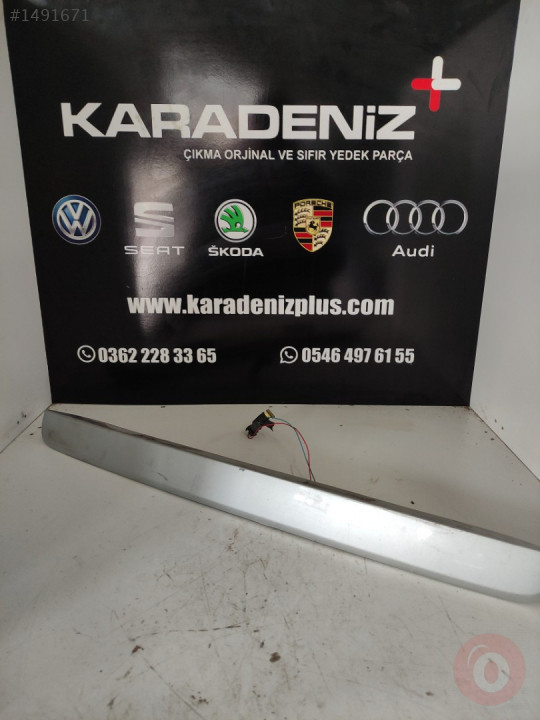 #1491671
KARADENİZ
ÇIKMA ORJİNAL VE SIFIR YEDEK PARÇA
SEAT
ŠKODA
PORSCHE
Audi
www.karadenizplus.com
0362 228 33 65
0546 497 61 55